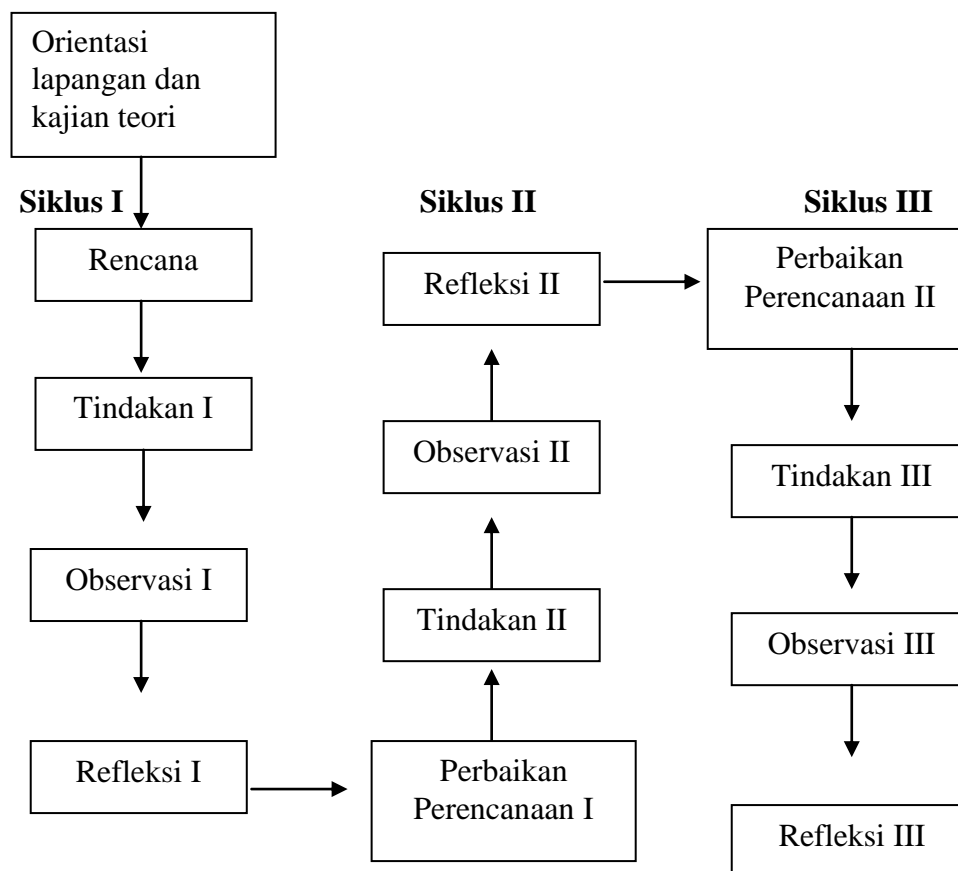 Orientasi
lapangan dan
kajian teori
Siklus I
Rencana
Tindakan I
Observasi I
Refleksi I
Siklus II
Refleksi II
Observasi II
Tindakan II
Perbaikan
Perencanaan I
Siklus III
Perbaikan
Perencanaan II
Tindakan III
Observasi III
Refleksi III